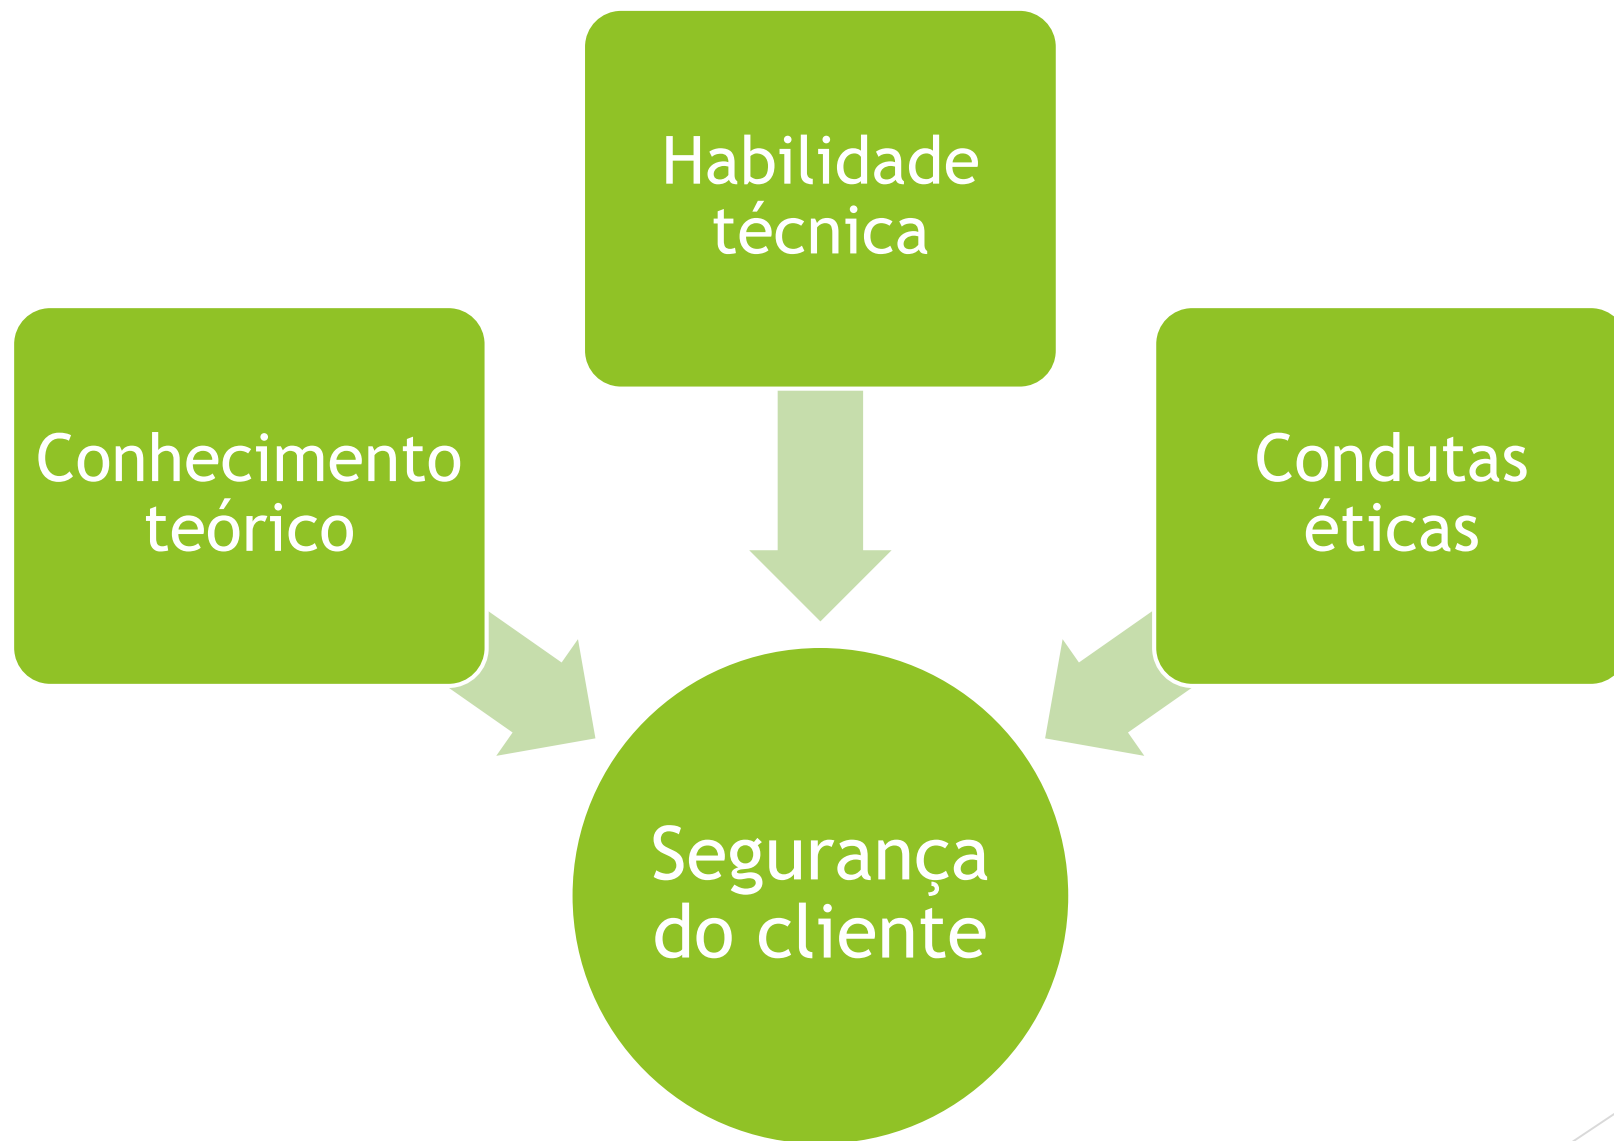 Habilidade
técnica
Conhecimento
teórico
Condutas
éticas
Segurança
do cliente